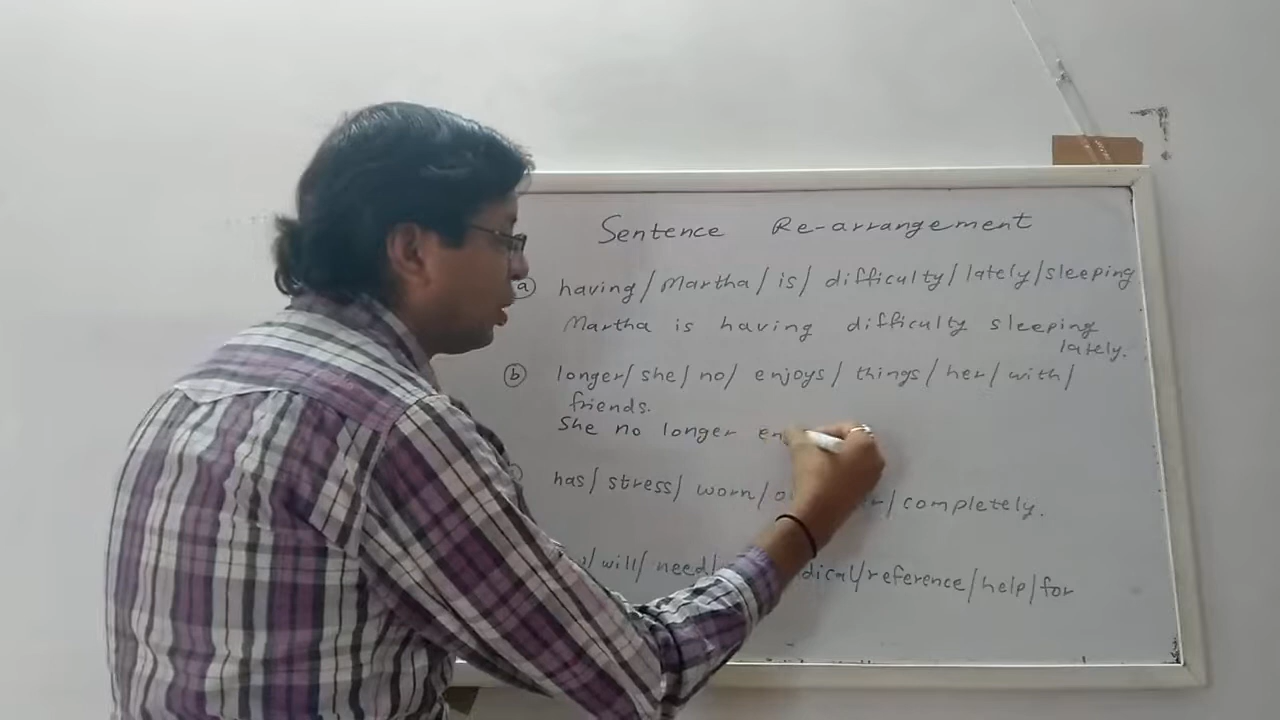 Sentence Re-arrangement
a having/Martha/is/difficulty/lately/sleeping
Martha is having difficulty sleeping
lately.
b longer/she/no/enjoys/things/her/with/
friends.
She no longer en
has/stress/worn/ /completely.
/will/need/ /reference/help/for